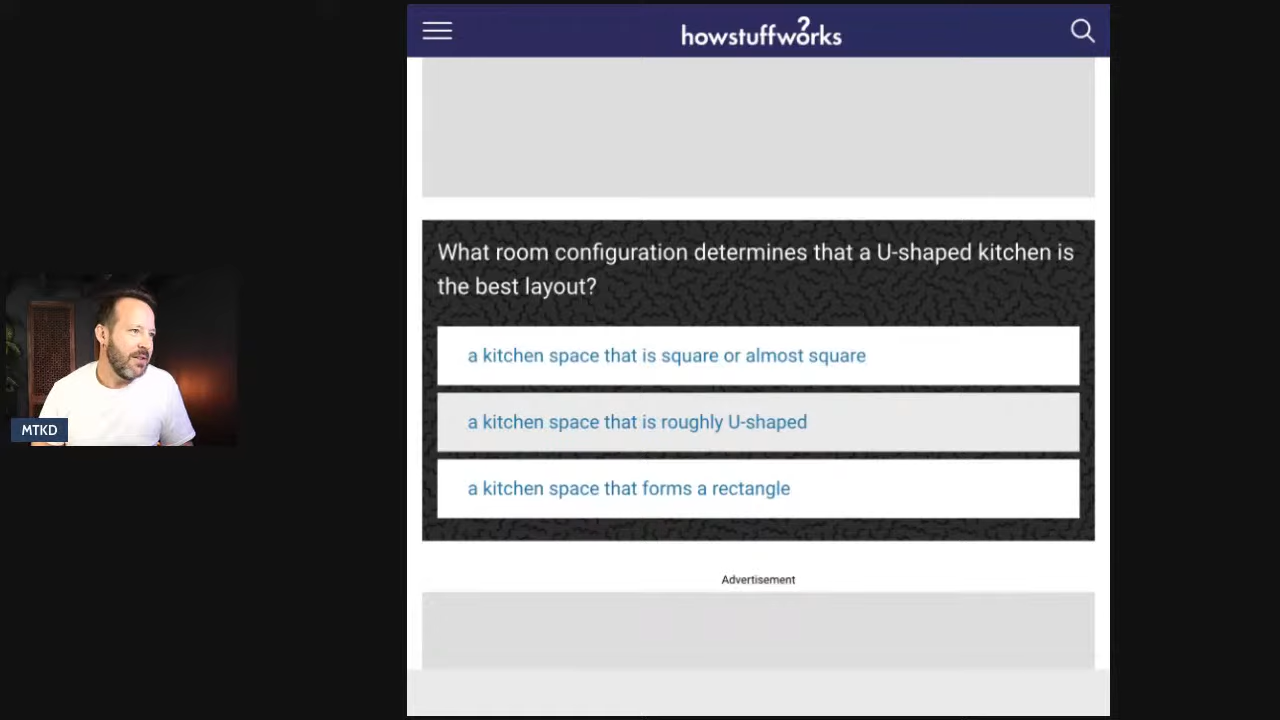 howstuffworks
What room configuration determines that a U-shaped kitchen is
the best layout?
a kitchen space that is square or almost square
a kitchen space that is roughly U-shaped
a kitchen space that forms a rectangle
MTKD
Advertisement